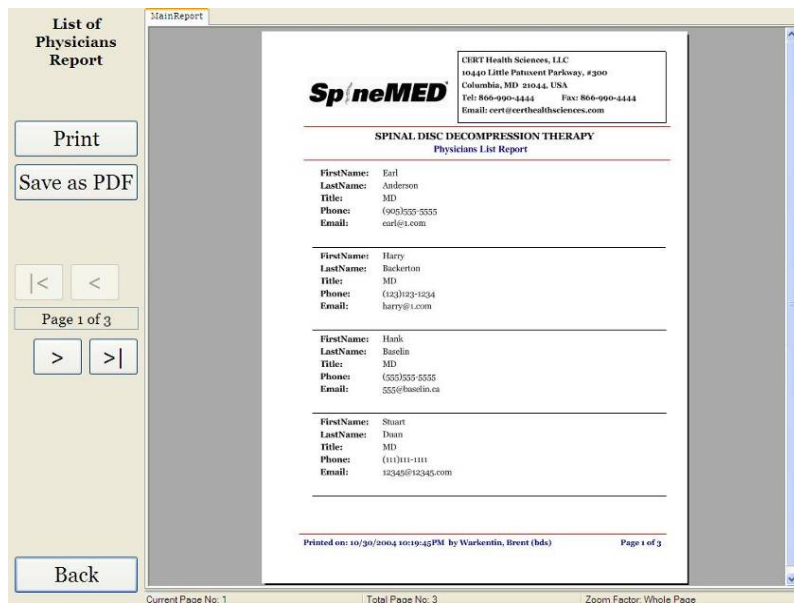 List of
Physicians
Report
Print
Save as PDF
|< <
Page 1 of 3
> >|
Back
MainReport
SpineMED
CERT Health Sciences, LLC
10440 Little Patuxent Parkway, #300
Columbia, MD 21044, USA
Tel: 866-990-4444 Fax: 866-990-4444
Email: cert@certhealthsciences.com
SPINAL DISC DECOMPRESSION THERAPY
Physicians List Report
FirstName: Earl
LastName: Anderson
Title: MD
Phone: (905)555-5555
Email: earl@1.com
FirstName: Harry
LastName: Backerton
Title: MD
Phone: (123)123-1234
Email: harry@1.com
FirstName: Hank
LastName: Baselin
Title: MD
Phone: (555)555-5555
Email: 555@baselin.ca
FirstName: Stuart
LastName: Duan
Title: MD
Phone: (111)111-1111
Email: 12345@12345.com
Printed on: 10/30/2004 10:19:45PM by Warkentin, Brent (bds) Page 1 of 3
Current Page No: 1 Total Page No: 3 Zoom Factor: Whole Page